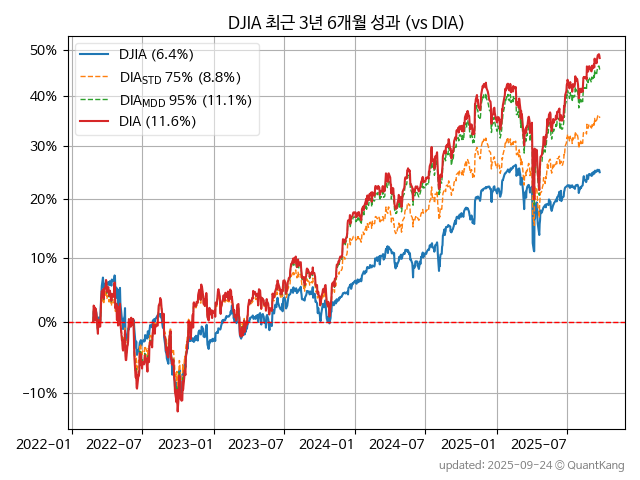 DJIA 최근 3년 6개월 성과 (vs DIA)
50%
40%
30%
20%
10%
0%
−10%
DJIA (6.4%)
DIASTD 75% (8.8%)
DIAMDD 95% (11.1%)
DIA (11.6%)
2022−01 2022−07 2023−01 2023−07 2024−01 2024−07 2025−01 2025−07
updated: 2025-09-24 ⓒ QuantKang